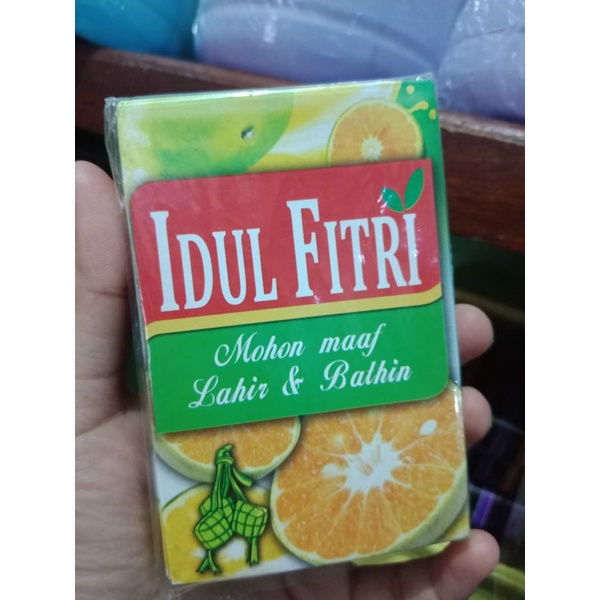 IDUL FITRI
Mohon maaf
Lahir & Bathin